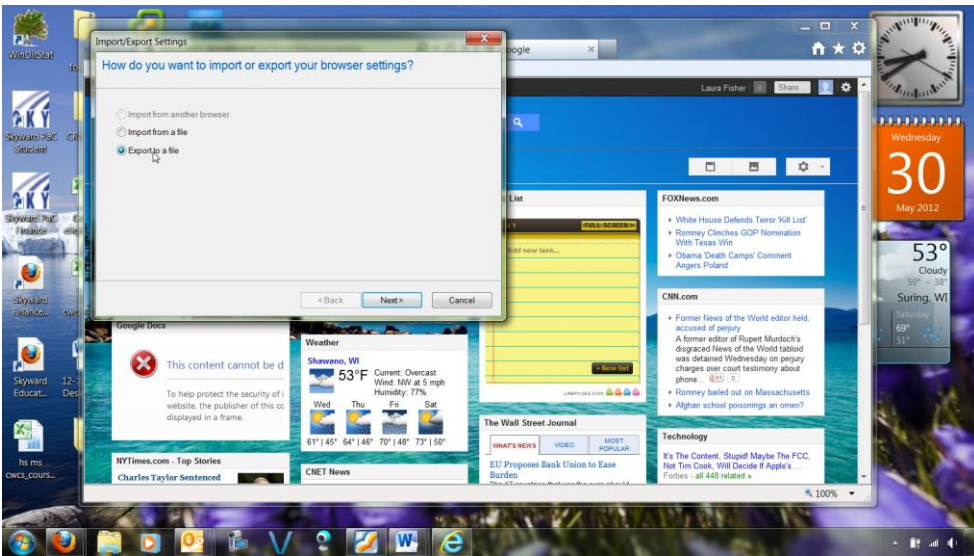 WinDirStat
Skyward PaC
Student
Skyward PaC
Finance
Skyward
Finance...
Skyward
Educat...
12-
Des
hs ms
cwcs_cours...
Import/Export Settings
How do you want to import or export your browser settings?
Import from another browser
Import from a file
Export to a file
< Back
Next >
Cancel
oogle
Laura Fisher
Share...
List
FULL-SCREEN
Add new task...
+ New list
FOXNews.com
White House Defends Terror 'Kill List'
Romney Clinches GOP Nomination
With Texas Win
Obama 'Death Camps' Comment
Angers Poland
CNN.com
Former News of the World editor held,
accused of perjury
A former editor of Rupert Murdoch's
disgraced News of the World tabloid
was detained Wednesday on perjury
charges over court testimony about
phone... 0
Romney bailed out on Massachusetts
Afghan school poisonings an omen?
Google Docs
This content cannot be d
To help protect the security of i
website, the publisher of this cc
displayed in a frame.
Weather
Shawano, WI
53°F
Current: Overcast
Wind: NW at 5 mph
Humidity: 77%
Wed Thu Fri Sat
61° | 45° 64° | 46° 70° | 48° 73° | 50°
The Wall Street Journal
WHAT'S NEWS
VIDEO
MOST
POPULAR
EU Proposes Bank Union to Ease
Burden
Technology
It's The Content, Stupid! Maybe The FCC,
Not Tim Cook, Will Decide If Apple's ...
Forbes - all 448 related »
NYTimes.com - Top Stories
Charles Taylor Sentenced
CNET News
100%
Wednesday
30
May 2012
53°
Cloudy
59° - 38°
Suring, WI
Saturday
69°
51°